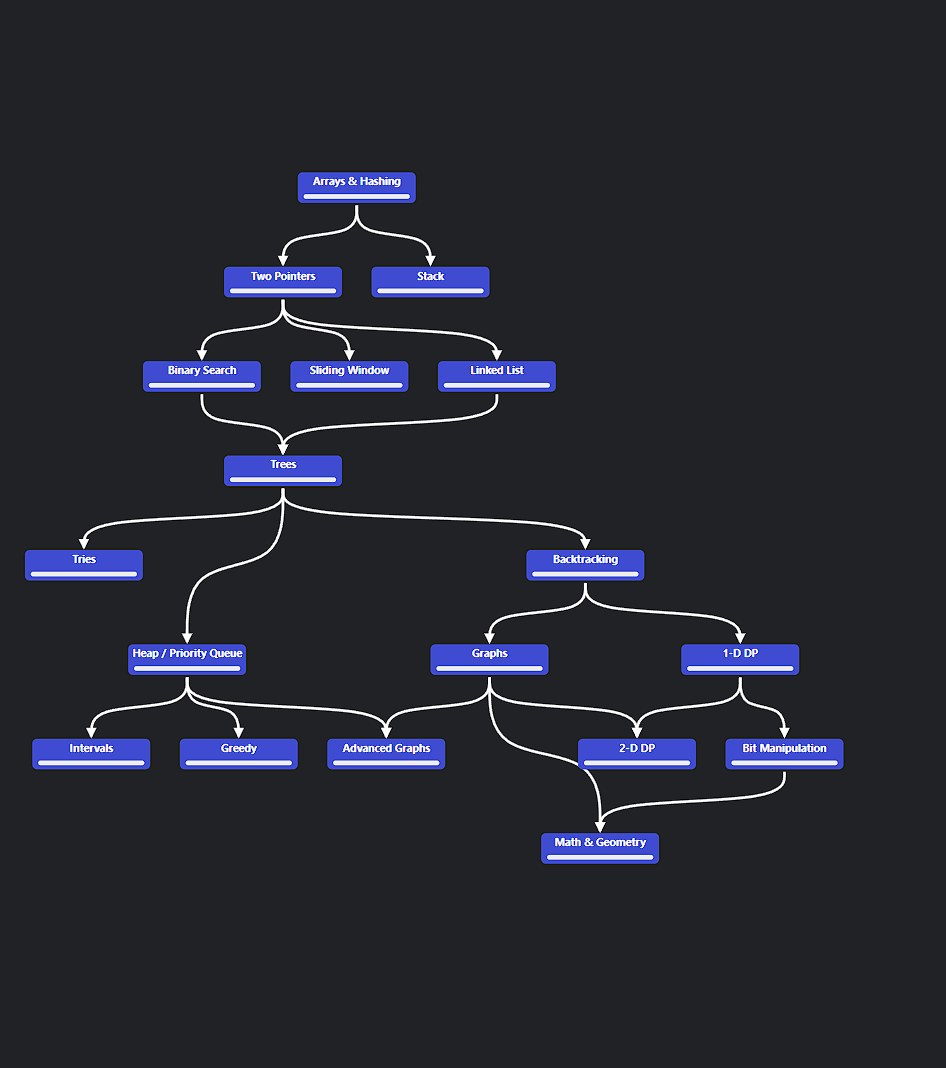 Arrays & Hashing
Two Pointers
Stack
Binary Search
Sliding Window
Linked List
Trees
Tries
Backtracking
Heap / Priority Queue
Graphs
1-D DP
Intervals
Greedy
Advanced Graphs
2-D DP
Bit Manipulation
Math & Geometry